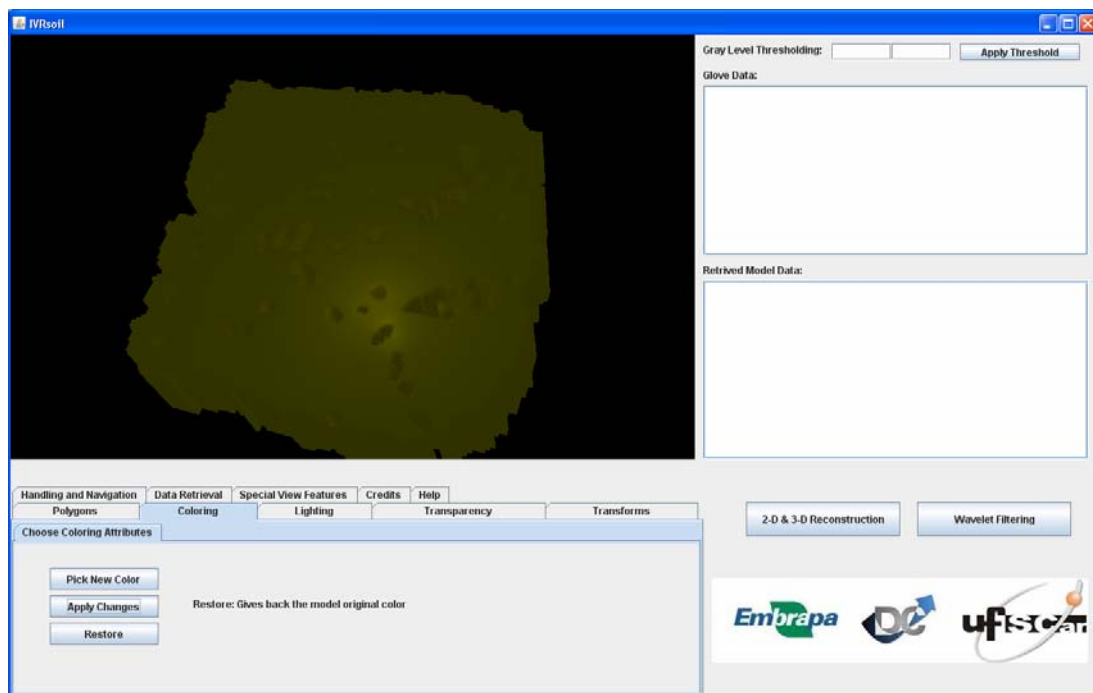 IVRsoil
Gray Level Thresholding:
Apply Threshold
Glove Data:
Retrived Model Data:
Handling and Navigation Data Retrieval Special View Features Credits Help
Polygons Coloring Lighting Transparency Transforms
Choose Coloring Attributes
Pick New Color
Apply Changes
Restore: Gives back the model original color
Restore
2-D & 3-D Reconstruction
Wavelet Filtering
Embrapa DC ufscar